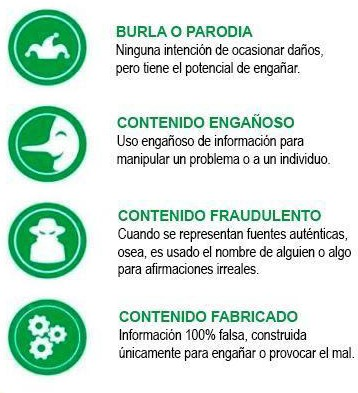 BURLA O PARODIA
Ninguna intención de ocasionar daños,
pero tiene el potencial de engañar.
CONTENIDO ENGAÑOSO
Uso engañoso de información para
manipular un problema o a un individuo.
CONTENIDO FRAUDULENTO
Cuando se representan fuentes auténticas,
osea, es usado el nombre de alguien o algo
para afirmaciones irreales.
CONTENIDO FABRICADO
Información 100% falsa, construida
únicamente para engañar o provocar el mal.